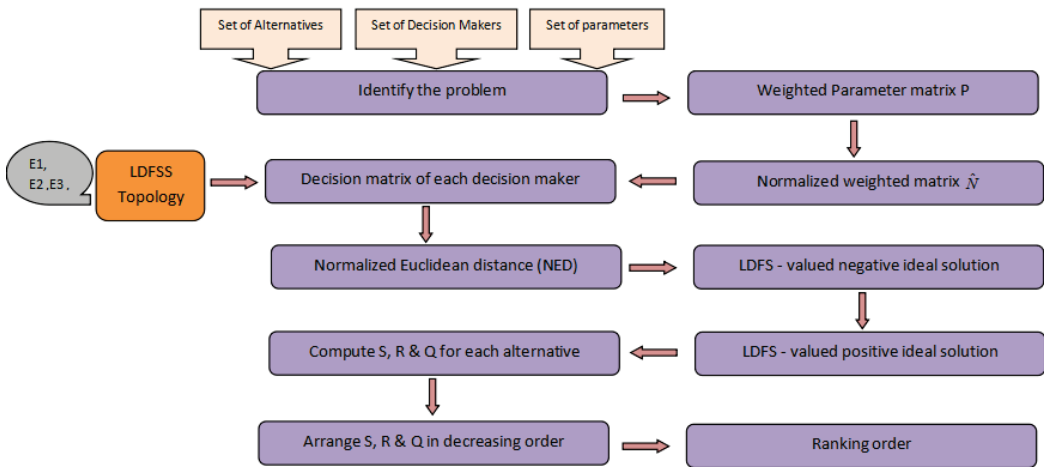 Set of Alternatives
Set of Decision Makers
Set of parameters
Identify the problem
Weighted Parameter matrix P
E1,
E2 ,E3 ,
LDFSS
Topology
Decision matrix of each decision maker
Normalized weighted matrix N̂
Normalized Euclidean distance (NED)
LDFS - valued negative ideal solution
Compute S, R & Q for each alternative
LDFS - valued positive ideal solution
Arrange S, R & Q in decreasing order
Ranking order